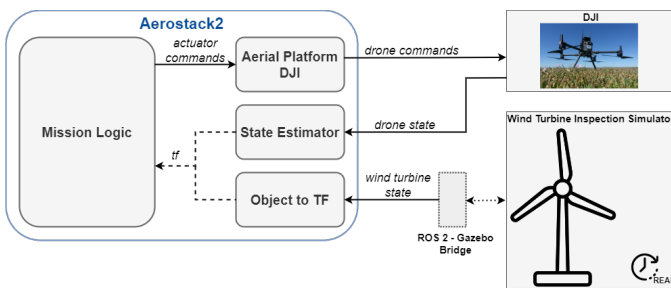 Aerostack2
DJI
actuator
commands
drone commands
Aerial Platform
DJI
Mission Logic
State Estimator
drone state
Wind Turbine Inspection Simulato
tf
Object to TF
wind turbine
state
ROS 2 - Gazebo
Bridge
REA